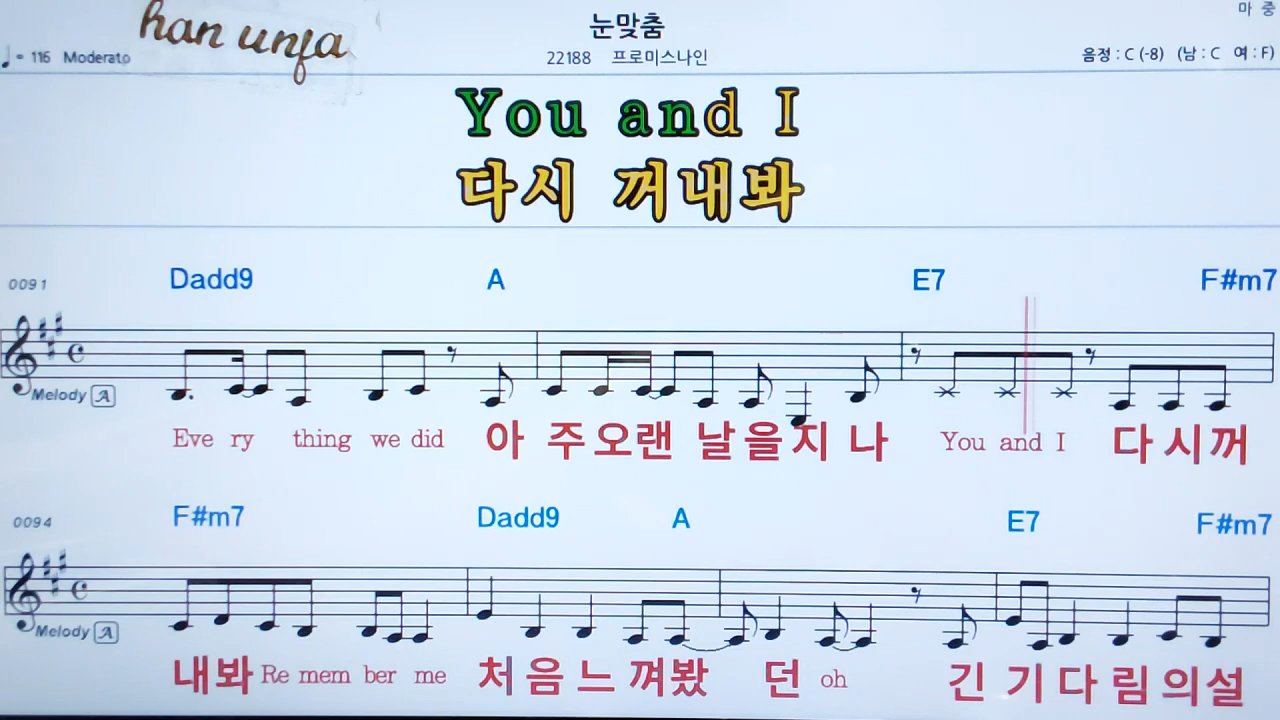 han unja
눈맞춤
마 중
♩= 116 Moderato
22188 프로미스나인
음정 : C (-8) (남 : C 여 : F)
You and I
다시 꺼내봐
0091 Dadd9 A E7 F#m7
Melody A
Eve ry thing we did 아 주 오랜 날 을 지 나 You and I 다 시 꺼
0094 F#m7 Dadd9 A E7 F#m7
Melody A
내봐 Re mem ber me 처 음 느 껴봤 던 oh 긴 기 다 림 의 설